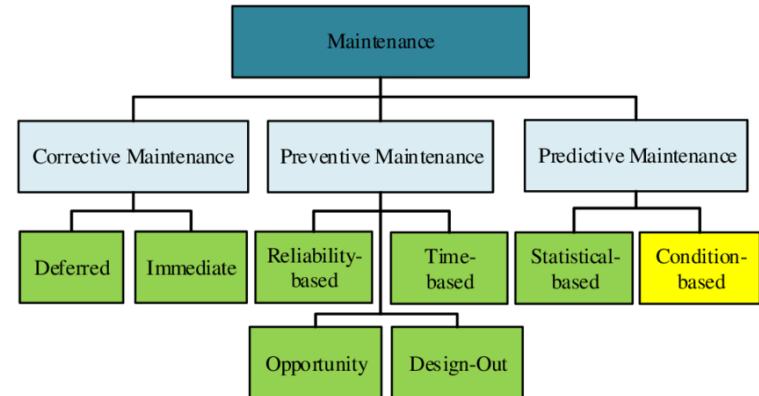 Maintenance
Corrective Maintenance
Preventive Maintenance
Predictive Maintenance
Deferred
Immediate
Reliability-
based
Time-
based
Statistical-
based
Condition-
based
Opportunity
Design-Out